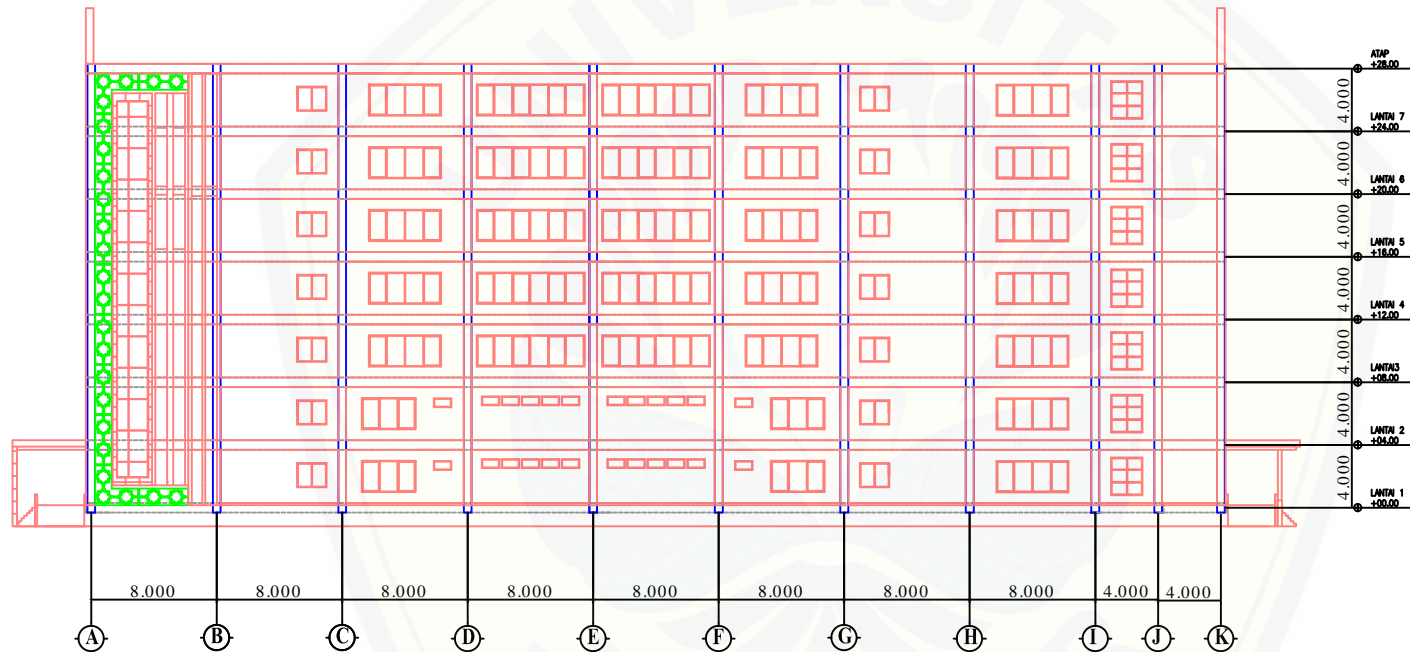 UNIVERSIT
ATAP
+28.00
4.000
LANTAI 7
+24.00
4.000
LANTAI 6
+20.00
4.000
LANTAI 5
+16.00
4.000
LANTAI 4
+12.00
4.000
LANTAI3
+08.00
4.000
LANTAI 2
+04.00
4.000
LANTAI 1
+00.00
8.000 8.000 8.000 8.000 8.000 8.000 8.000 8.000 4.000 4.000
A B C D E F G H I J K